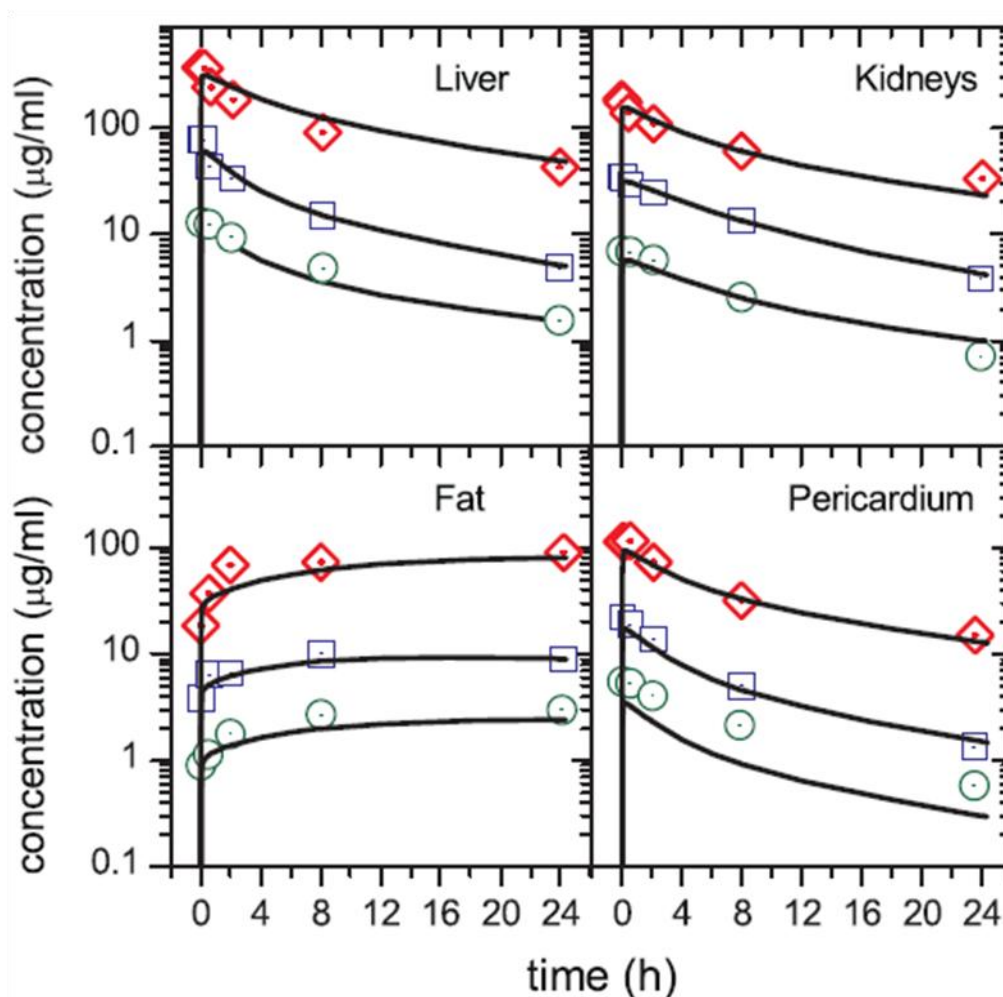 concentration (μg/ml)
100
10
1
0.1
Liver
Kidneys
concentration (μg/ml)
100
10
1
0.1
Fat
Pericardium
0 4 8 12 16 20 24
0 4 8 12 16 20 24
time (h)